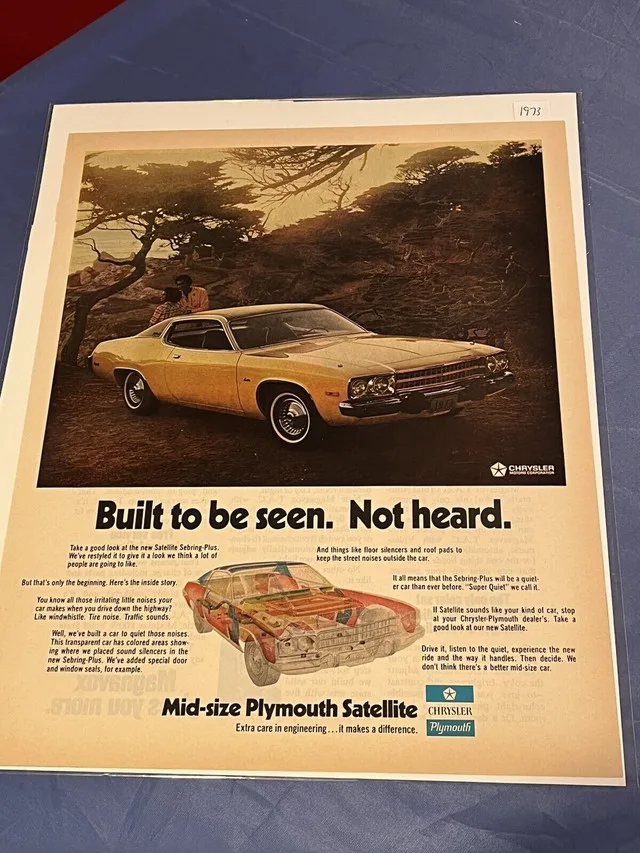 1973
CHRYSLER
MOTORS CORPORATION
Built to be seen. Not heard.
Take a good look at the new Satellite Sebring-Plus.
We've restyled it to give it a look we think a lot of
people are going to like.
But that's only the beginning. Here's the inside story.
You know all those irritating little noises your
car makes when you drive down the highway?
Like windwhistle. Tire noise. Traffic sounds.
Well, we've built a car to quiet those noises.
This transparent car has colored areas show-
ing where we placed sound silencers in the
new Sebring-Plus. We've added special door
and window seals, for example.
And things like floor silencers and roof pads to
keep the street noises outside the car.
It all means that the Sebring-Plus will be a quiet-
er car than ever before. "Super Quiet" we call it.
If Satellite sounds like your kind of car, stop
at your Chrysler-Plymouth dealer's. Take a
good look at our new Satellite.
Drive it, listen to the quiet, experience the new
ride and the way it handles. Then decide. We
don't think there's a better mid-size car.
Mid-size Plymouth Satellite
Extra care in engineering...it makes a difference.
CHRYSLER
Plymouth